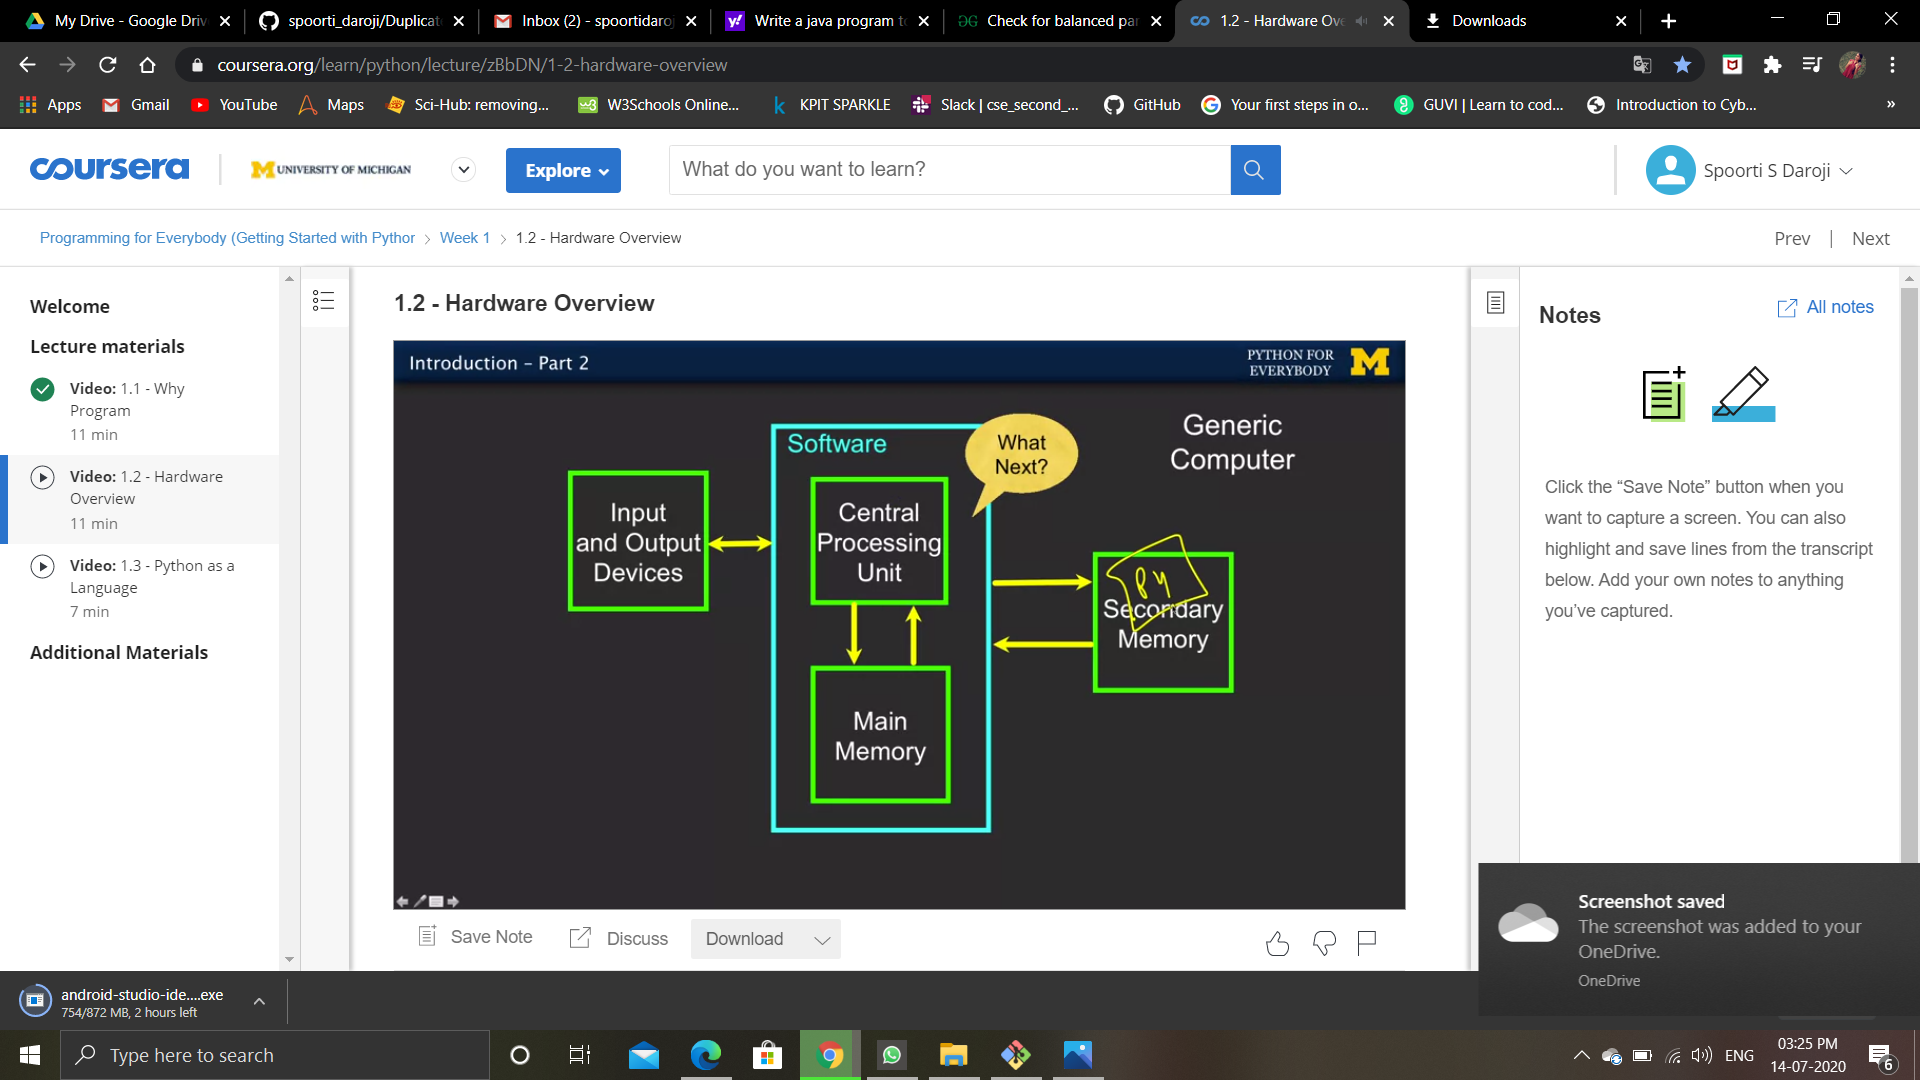 My Drive - Google Driv
spoorti_daroji/Duplicat
Inbox (2) - spoortidaroj
Write a java program t
Check for balanced par
1.2 - Hardware Ove
Downloads
coursera.org/learn/python/lecture/zBbDN/1-2-hardware-overview
Apps
Gmail
YouTube
Maps
Sci-Hub: removing...
W3Schools Online...
KPIT SPARKLE
Slack | cse_second_...
GitHub
Your first steps in o...
GUVI | Learn to cod...
Introduction to Cyb...
»
coursera
UNIVERSITY OF MICHIGAN
Explore
What do you want to learn?
Spoorti S Daroji
Programming for Everybody (Getting Started with Python
Week 1
1.2 - Hardware Overview
Prev | Next
Welcome
Lecture materials
Video: 1.1 - Why
Program
11 min
Video: 1.2 - Hardware
Overview
11 min
Video: 1.3 - Python as a
Language
7 min
Additional Materials
1.2 - Hardware Overview
Introduction – Part 2
PYTHON FOR
EVERYBODY
M
Generic
Computer
Software
What
Next?
Input
and Output
Devices
Central
Processing
Unit
PY
Secondary
Memory
Main
Memory
Save Note
Discuss
Download
Notes
All notes
Click the “Save Note” button when you
want to capture a screen. You can also
highlight and save lines from the transcript
below. Add your own notes to anything
you’ve captured.
Screenshot saved
The screenshot was added to your
OneDrive.
OneDrive
android-studio-ide....exe
754/872 MB, 2 hours left
Type here to search
ENG
03:25 PM
14-07-2020
6